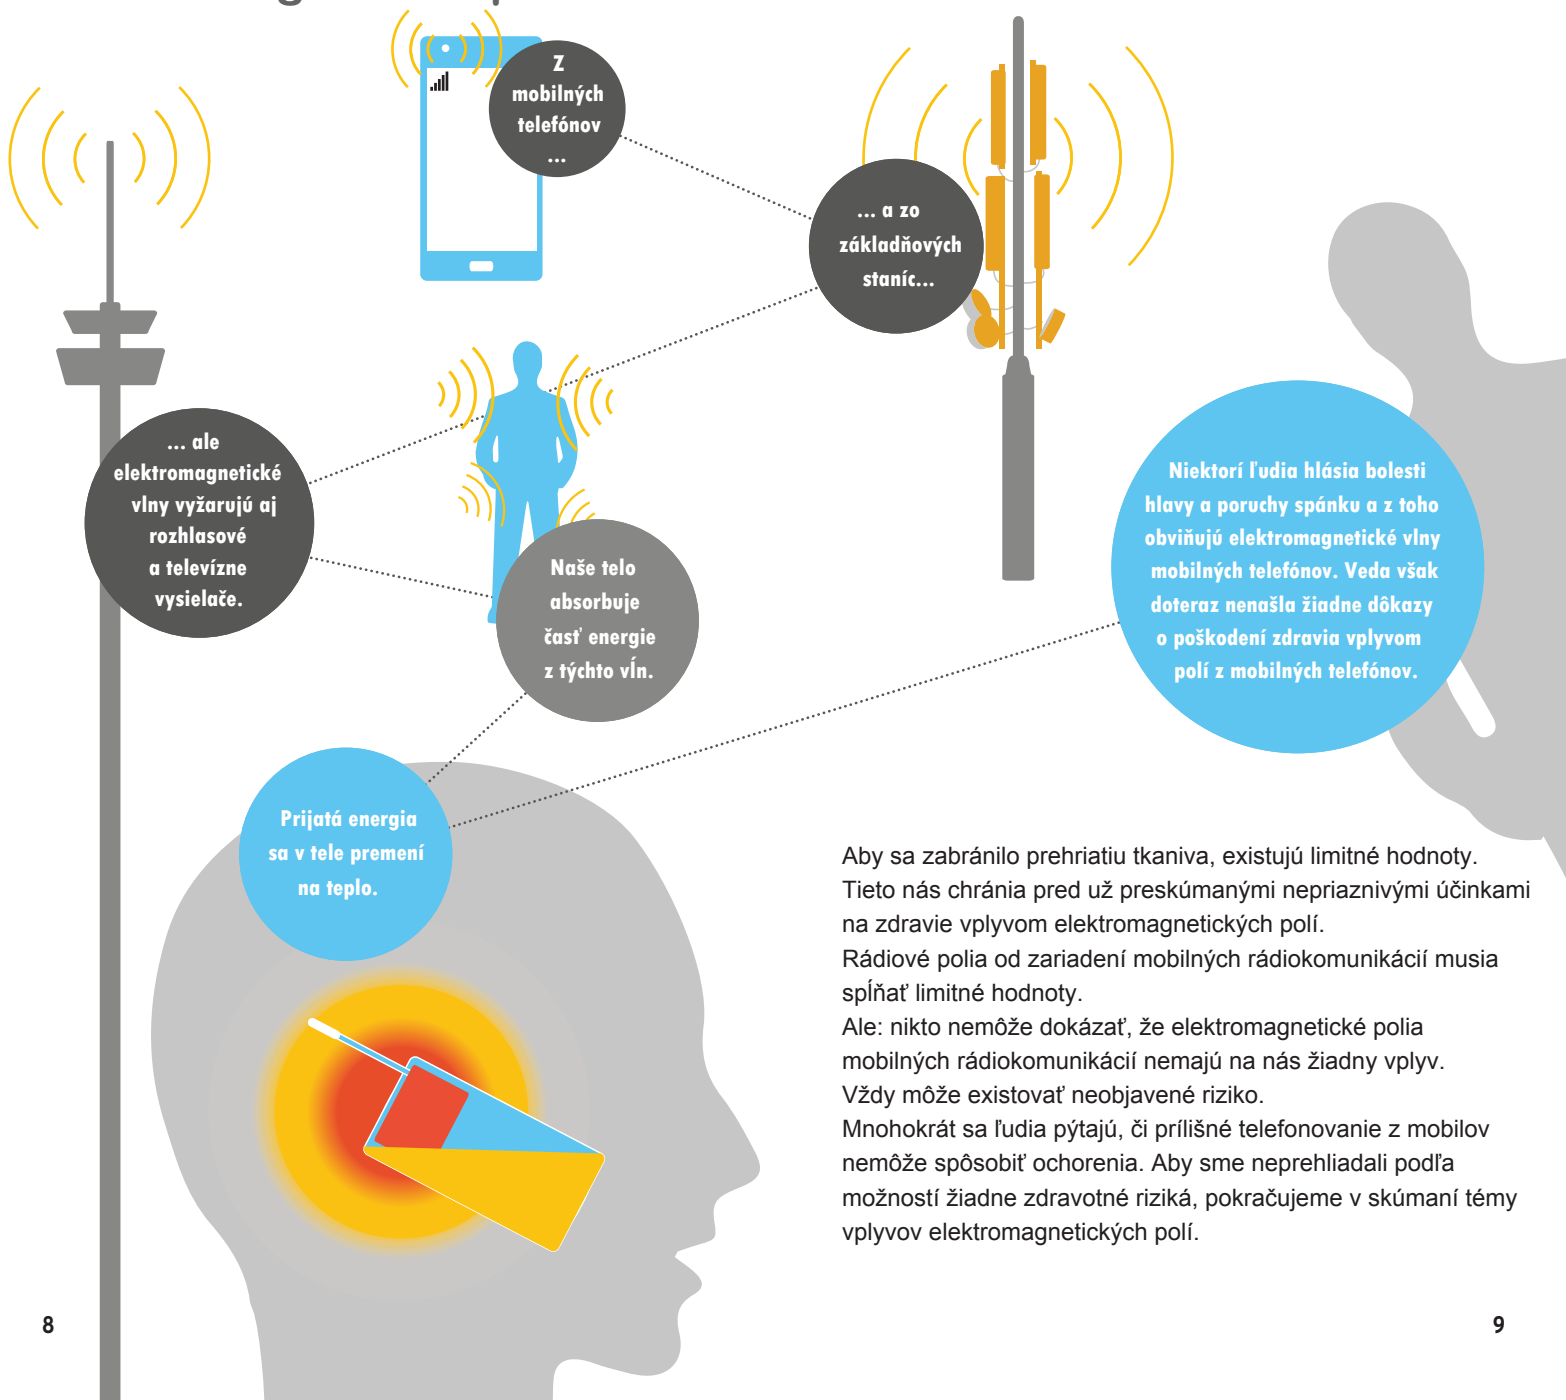 Z
mobilných
telefónov
...
... a zo
základňových
staníc...
... ale
elektromagnetické
vlny vyžarujú aj
rozhlasové
a televízne
vysielače.
Naše telo
absorbuje
časť energie
z týchto vĺn.
Prijatá energia
sa v tele premení
na teplo.
Niektorí ľudia hlásia bolesti
hlavy a poruchy spánku a z toho
obviňujú elektromagnetické vlny
mobilných telefónov. Veda však
doteraz nenašla žiadne dôkazy
o poškodení zdravia vplyvom
polí z mobilných telefónov.
Aby sa zabránilo prehriatiu tkaniva, existujú limitné hodnoty.
Tieto nás chránia pred už preskúmanými nepriaznivými účinkami
na zdravie vplyvom elektromagnetických polí.
Rádiové polia od zariadení mobilných rádiokomunikácií musia
spĺňať limitné hodnoty.
Ale: nikto nemôže dokázať, že elektromagnetické polia
mobilných rádiokomunikácií nemajú na nás žiadny vplyv.
Vždy môže existovať neobjavené riziko.
Mnohokrát sa ľudia pýtajú, či prílišné telefonovanie z mobilov
nemôže spôsobiť ochorenia. Aby sme neprehliadali podľa
možností žiadne zdravotné riziká, pokračujeme v skúmaní témy
vplyvov elektromagnetických polí.
8
9